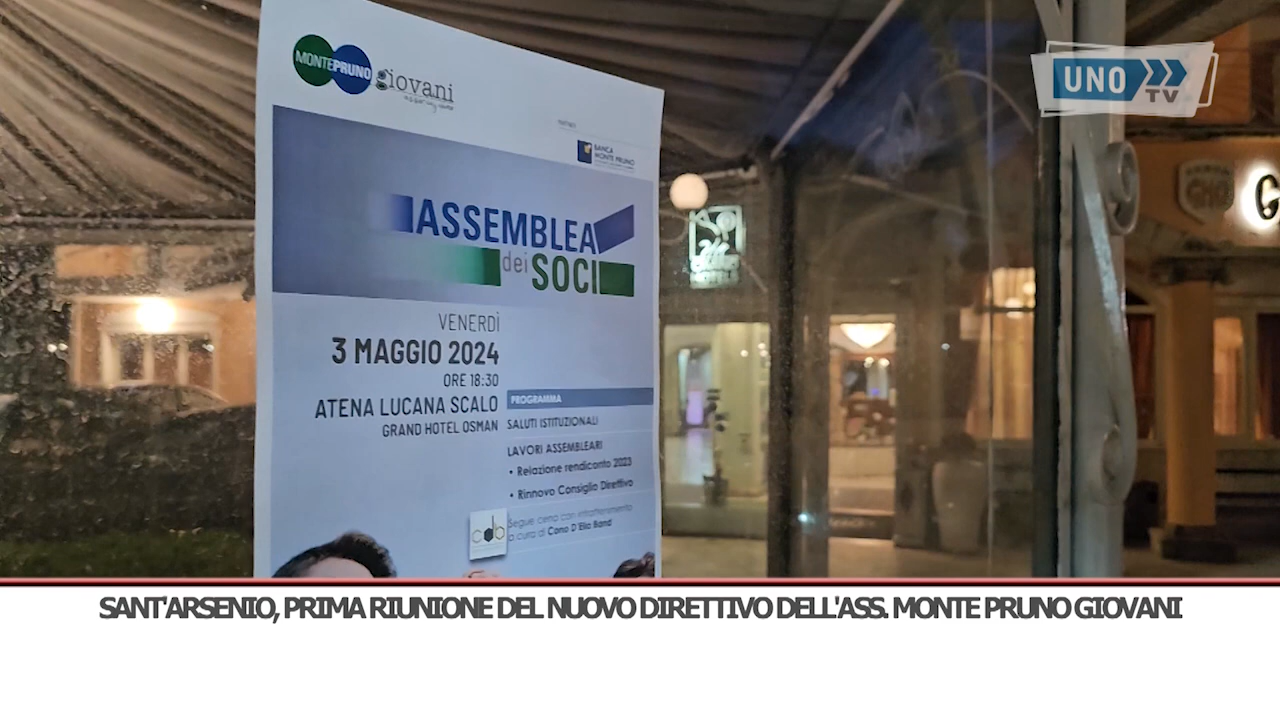 MONTEPRUNO
giovani
UNO
TV
BANCA
MONTE PRUNO
ASSEMBLEA
dei SOCI
VENERDÌ
3 MAGGIO 2024
ORE 18:30
ATENA LUCANA SCALO
GRAND HOTEL OSMAN
PROGRAMMA
SALUTI ISTITUZIONALI
LAVORI ASSEMBLEARI
• Relazione rendiconto 2023
• Rinnovo Consiglio Direttivo
Segue cena con intrattenimento
a cura di Cono D'Elia Band
cdb
G
SANT'ARSENIO, PRIMA RIUNIONE DEL NUOVO DIRETTIVO DELL'ASS. MONTE PRUNO GIOVANI